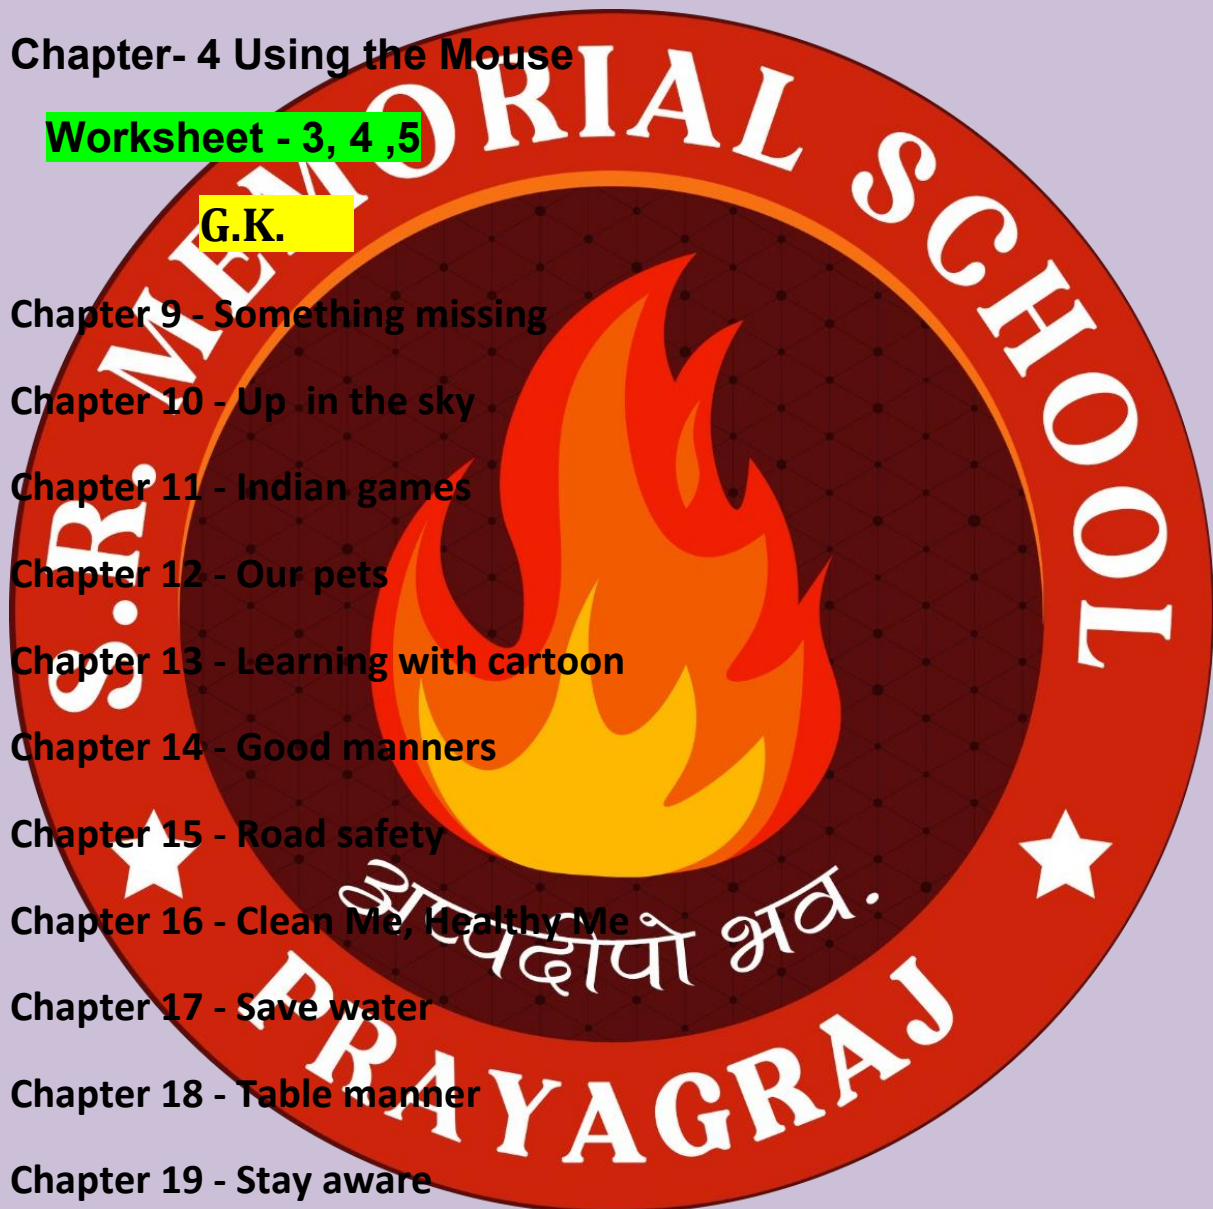 Chapter- 4 Using the Mouse
Worksheet - 3, 4 ,5
G.K.
Chapter 9 - Something missing
Chapter 10 - Up in the sky
Chapter 11 - Indian games
Chapter 12 - Our pets
Chapter 13 - Learning with cartoon
Chapter 14 - Good manners
Chapter 15 - Road safety
Chapter 16 - Clean Me, Healthy Me
Chapter 17 - Save water
Chapter 18 - Table manner
Chapter 19 - Stay aware
S.R. MEMORIAL SCHOOL
अप्पदीपो भव.
PRAYAGRAJ